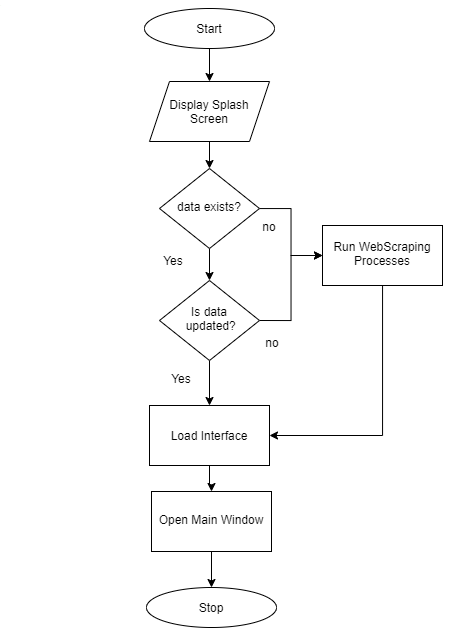 Start
Display Splash
Screen
data exists?
no
Run WebScraping
Processes
Yes
Is data
updated?
no
Yes
Load Interface
Open Main Window
Stop